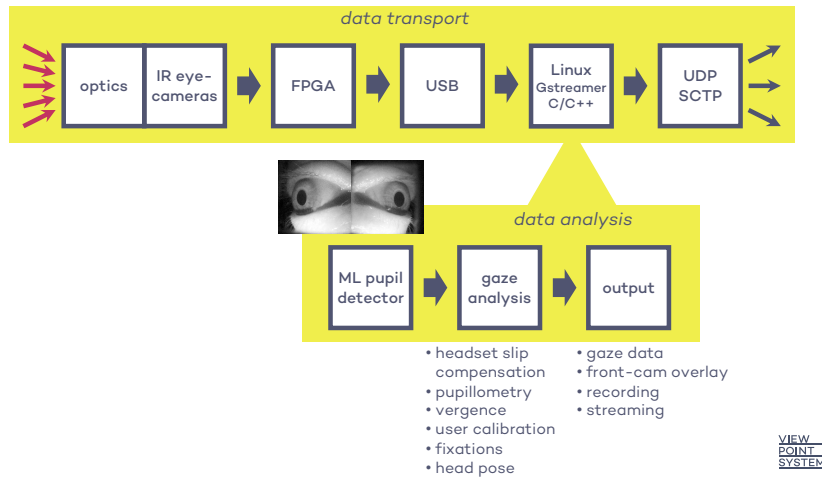 data transport
optics
IR eye-
cameras
FPGA
USB
Linux
Gstreamer
C/C++
UDP
SCTP
data analysis
ML pupil
detector
gaze
analysis
output
• headset slip
compensation
• pupillometry
• vergence
• user calibration
• fixations
• head pose
• gaze data
• front-cam overlay
• recording
• streaming
VIEW
POINT
SYSTEM